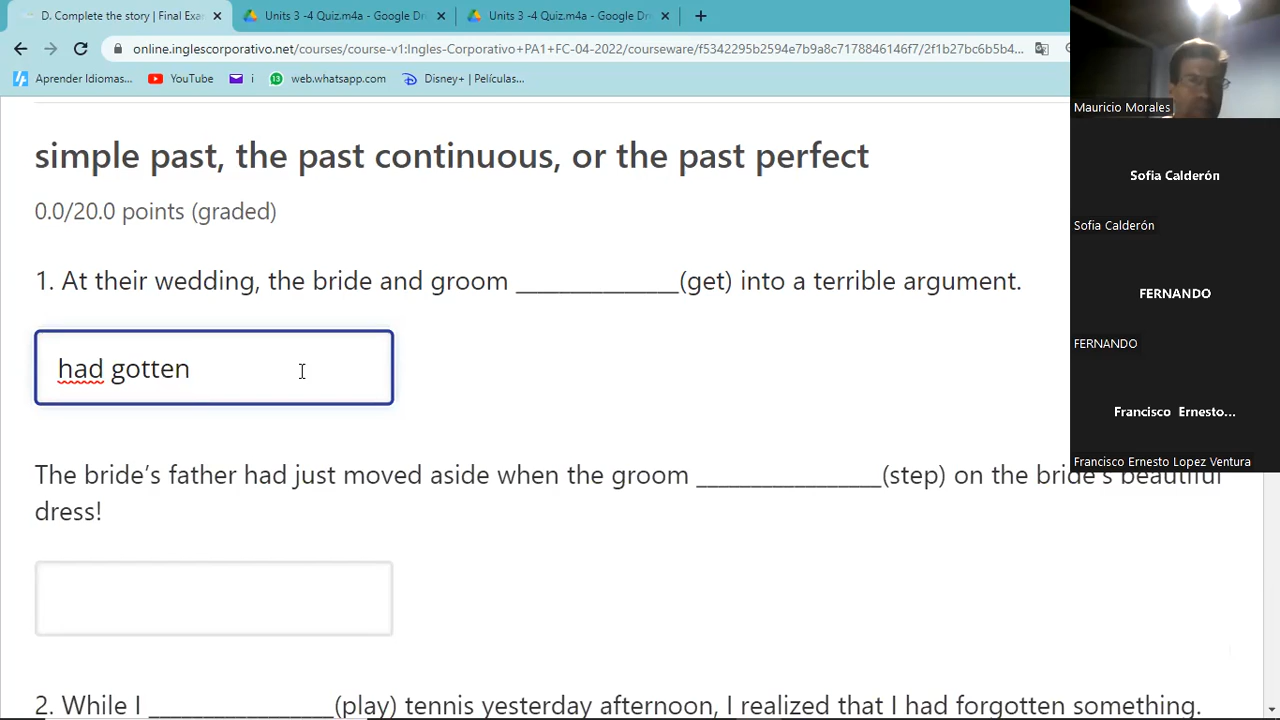 D. Complete the story | Final Exa
Units 3 -4 Quiz.m4a - Google Dri
Units 3 -4 Quiz.m4a - Google Dri
online.inglescorporativo.net/courses/course-v1:Ingles-Corporativo+PA1+FC-04-2022/courseware/f5342295b2594e7b9a8c7178846146f7/2f1b27bc6b5b4...
Aprender Idiomas...
YouTube
i
13
web.whatsapp.com
Disney+ | Películas...
Mauricio Morales
simple past, the past continuous, or the past perfect
Sofia Calderón
0.0/20.0 points (graded)
Sofia Calderón
1. At their wedding, the bride and groom ______________(get) into a terrible argument.
FERNANDO
FERNANDO
had gotten
Francisco Ernesto...
Francisco Ernesto Lopez Ventura
The bride’s father had just moved aside when the groom ________________(step) on the bride’s beautiful
dress!
2. While I ________________(play) tennis yesterday afternoon, I realized that I had forgotten something.